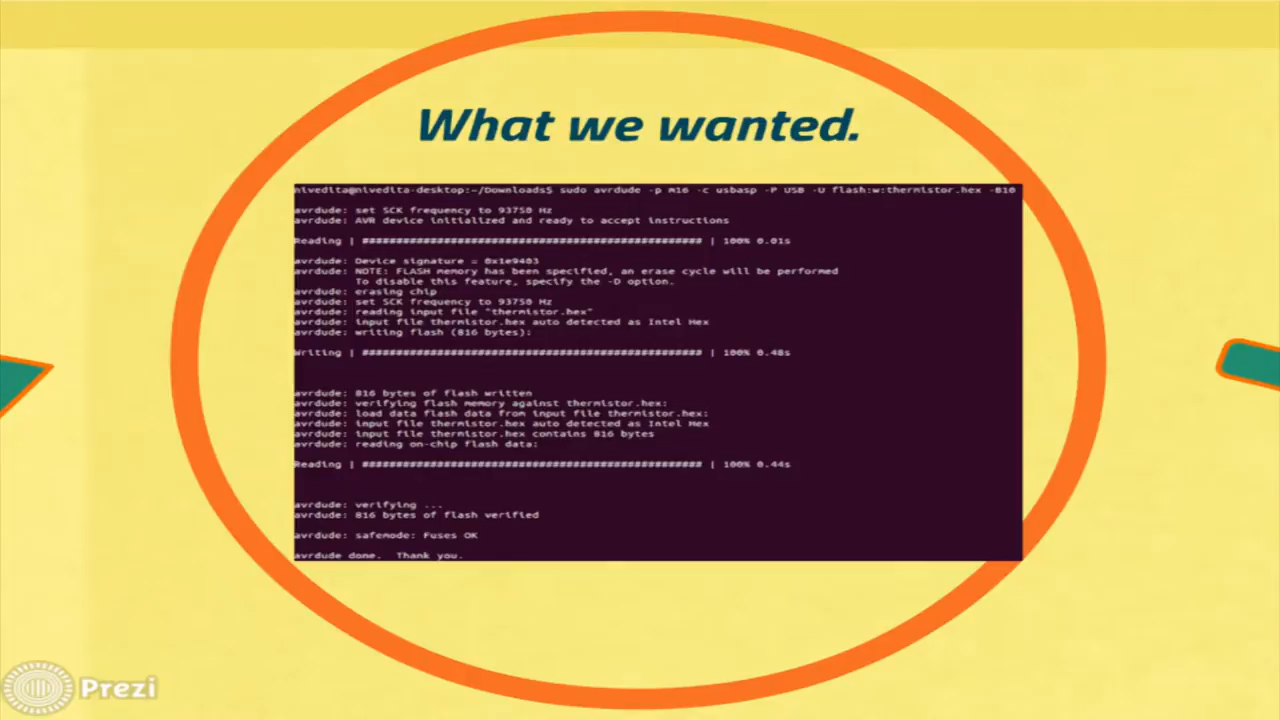 What we wanted.
nivedita@nivedita-desktop:~/Downloads$ sudo avrdude -p M16 -c usbasp -P USB -U flash:w:thermistor.hex -B10
avrdude: set SCK frequency to 93750 Hz
avrdude: AVR device initialized and ready to accept instructions
Reading | ################################################## | 100% 0.01s
avrdude: Device signature = 0x1e9403
avrdude: NOTE: FLASH memory has been specified, an erase cycle will be performed
To disable this feature, specify the -D option.
avrdude: erasing chip
avrdude: set SCK frequency to 93750 Hz
avrdude: reading input file "thermistor.hex"
avrdude: input file thermistor.hex auto detected as Intel Hex
avrdude: writing flash (816 bytes):
Writing | ################################################## | 100% 0.48s
avrdude: 816 bytes of flash written
avrdude: verifying flash memory against thermistor.hex:
avrdude: load data flash data from input file thermistor.hex:
avrdude: input file thermistor.hex auto detected as Intel Hex
avrdude: input file thermistor.hex contains 816 bytes
avrdude: reading on-chip flash data:
Reading | ################################################## | 100% 0.44s
avrdude: verifying ...
avrdude: 816 bytes of flash verified
avrdude: safemode: Fuses OK
avrdude done.  Thank you.
Prezi